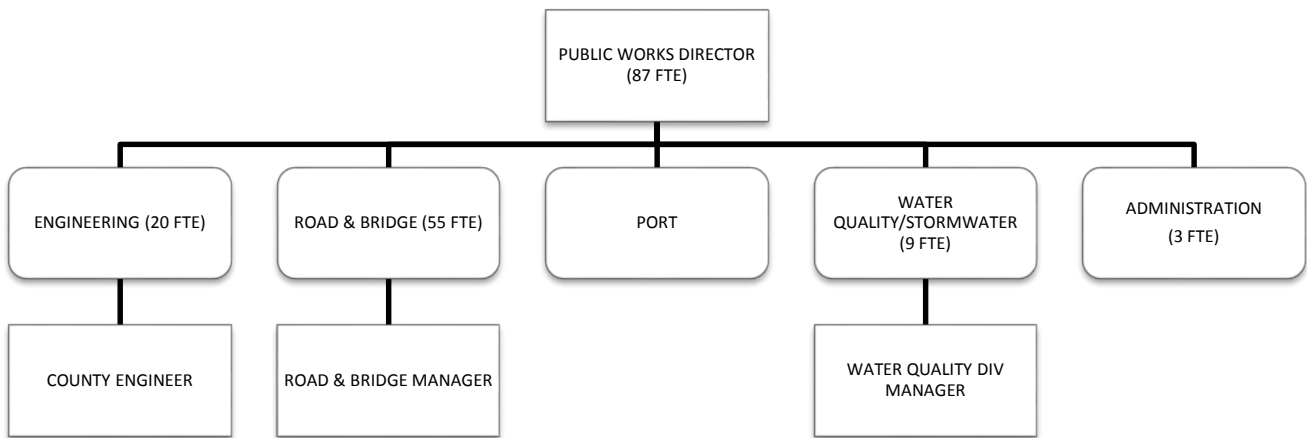 PUBLIC WORKS DIRECTOR
(87 FTE)
ENGINEERING (20 FTE)
ROAD & BRIDGE (55 FTE)
PORT
WATER
QUALITY/STORMWATER
(9 FTE)
ADMINISTRATION
(3 FTE)
COUNTY ENGINEER
ROAD & BRIDGE MANAGER
WATER QUALITY DIV
MANAGER